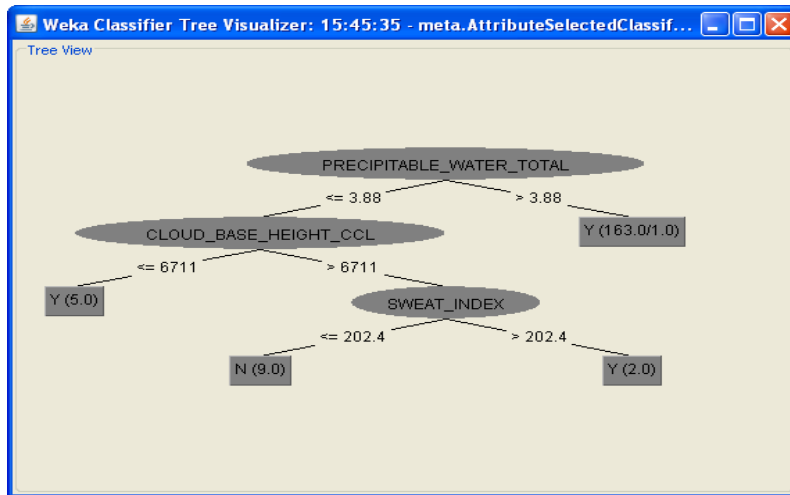 Weka Classifier Tree Visualizer: 15:45:35 - meta.AttributeSelectedClassif...
Tree View
PRECIPITABLE_WATER_TOTAL
<= 3.88
> 3.88
CLOUD_BASE_HEIGHT_CCL
Y (163.0/1.0)
<= 6711
> 6711
Y (5.0)
SWEAT_INDEX
<= 202.4
> 202.4
N (9.0)
Y (2.0)